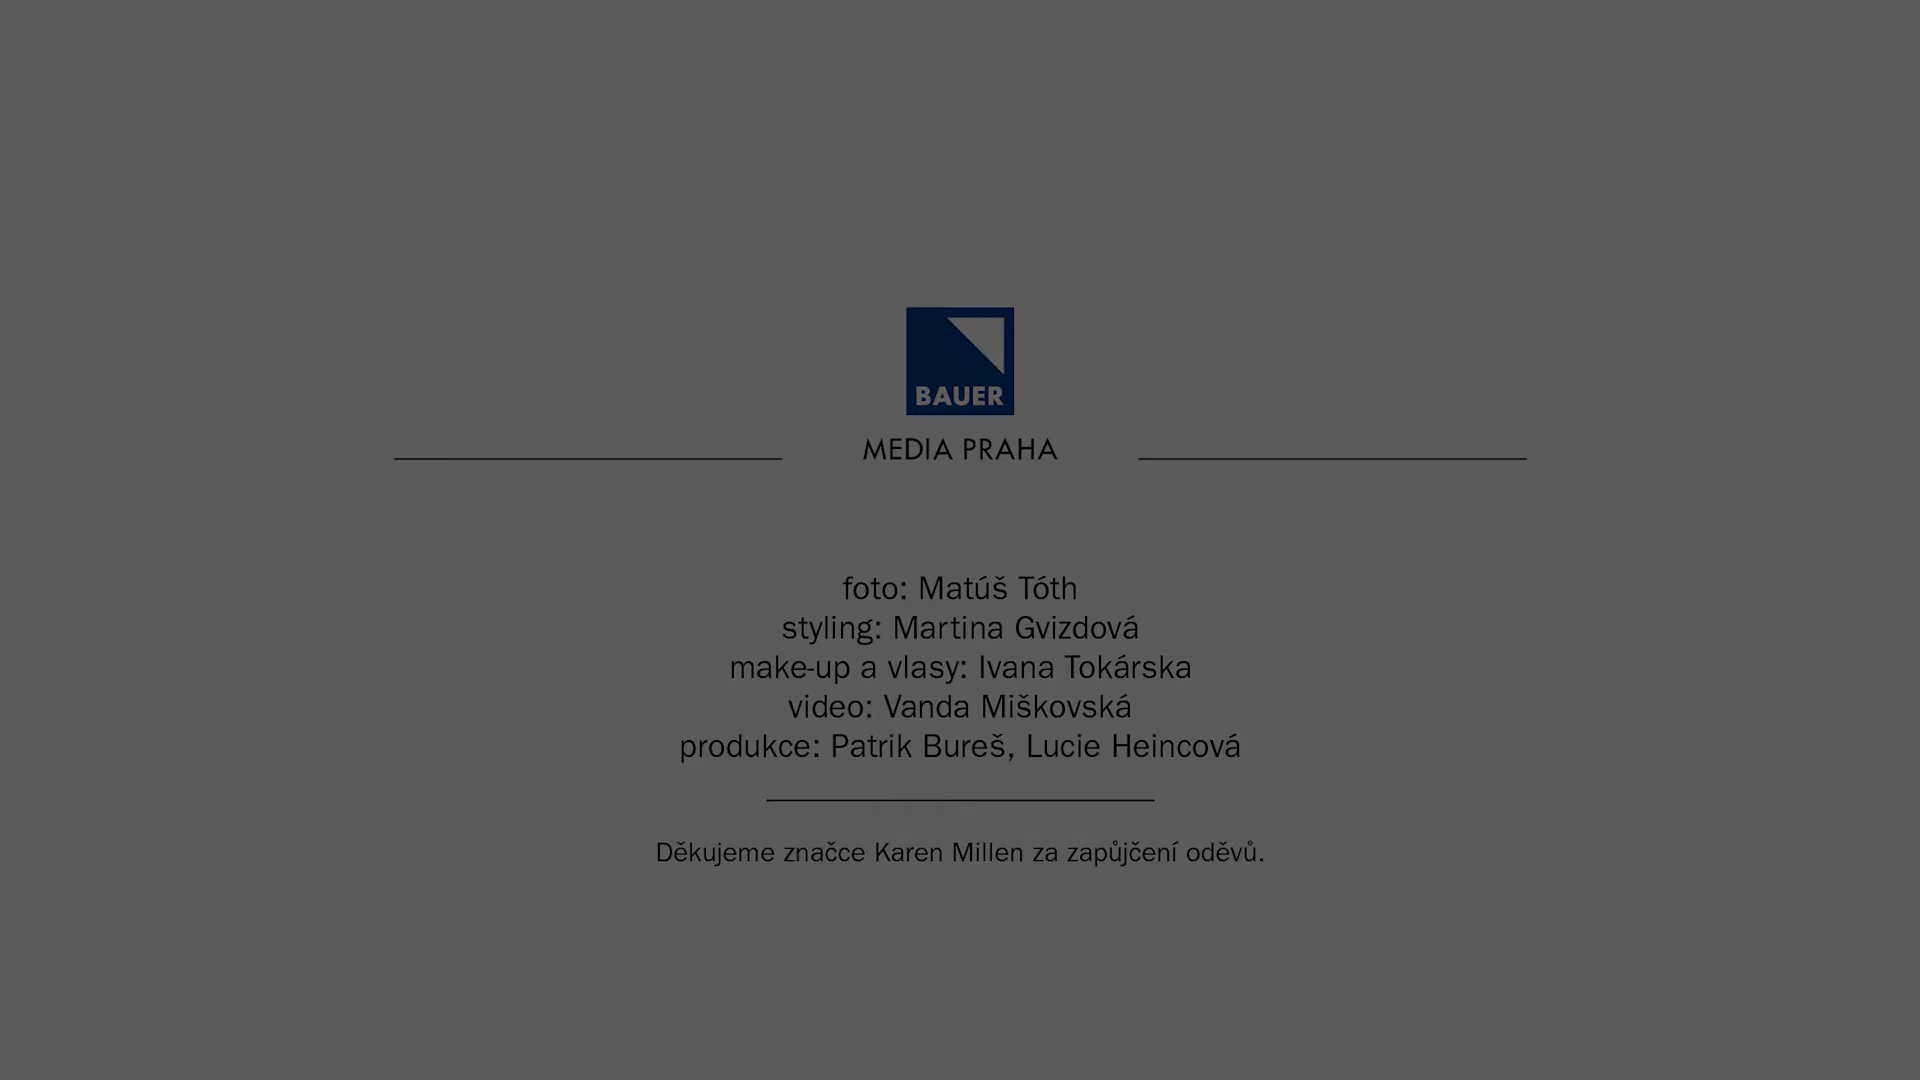 BAUER
MEDIA PRAHA
foto: Matúš Tóth
styling: Martina Gvizdová
make-up a vlasy: Ivana Tokárska
video: Vanda Miškovská
produkce: Patrik Bureš, Lucie Heincová
Děkujeme značce Karen Millen za zapůjčení oděvů.